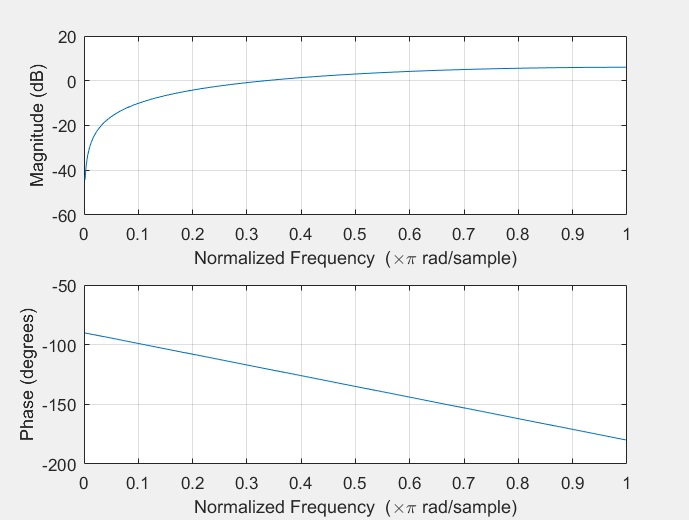 20
0
-20
-40
-60
Magnitude (dB)
0 0.1 0.2 0.3 0.4 0.5 0.6 0.7 0.8 0.9 1
Normalized Frequency (×π rad/sample)
-50
-100
-150
-200
Phase (degrees)
0 0.1 0.2 0.3 0.4 0.5 0.6 0.7 0.8 0.9 1
Normalized Frequency (×π rad/sample)